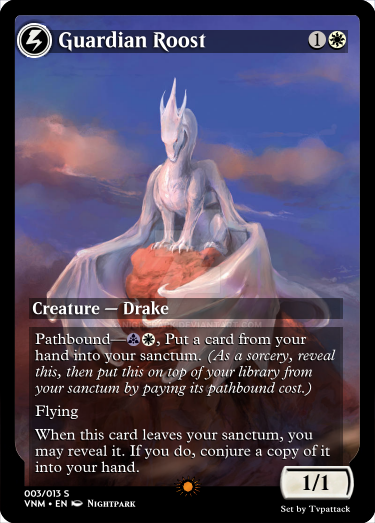 Guardian Roost
1
Creature — Drake
Pathbound—, Put a card from your
hand into your sanctum. (As a sorcery, reveal
this, then put this on top of your library from
your sanctum by paying its pathbound cost.)
Flying
When this card leaves your sanctum, you
may reveal it. If you do, conjure a copy of it
into your hand.
1/1
003/013 S
VNM • EN Nightpark
Set by Tvpattack